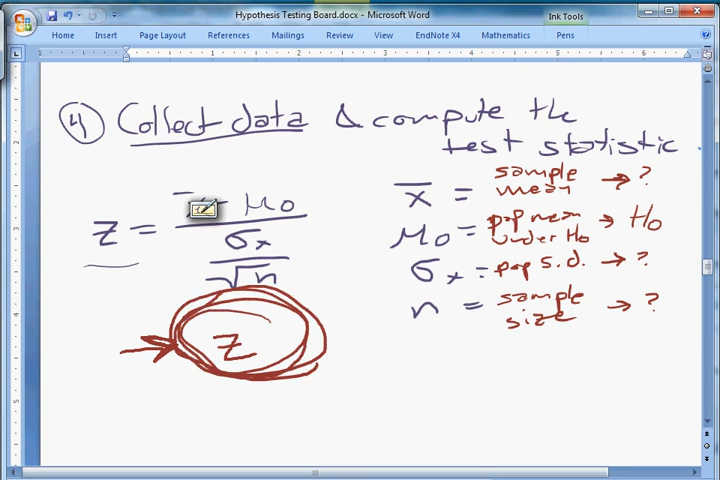 Hypothesis Testing Board.docx - Microsoft Word
Ink Tools
Home Insert Page Layout References Mailings Review View EndNote X4 Mathematics Pens
4 Collect data & compute the
test statistic
z = μ0
σx
√n
z
x̄ = sample mean → ?
μ0 = pop mean under H0 → H0
σx = pop s.d. → ?
n = sample size → ?